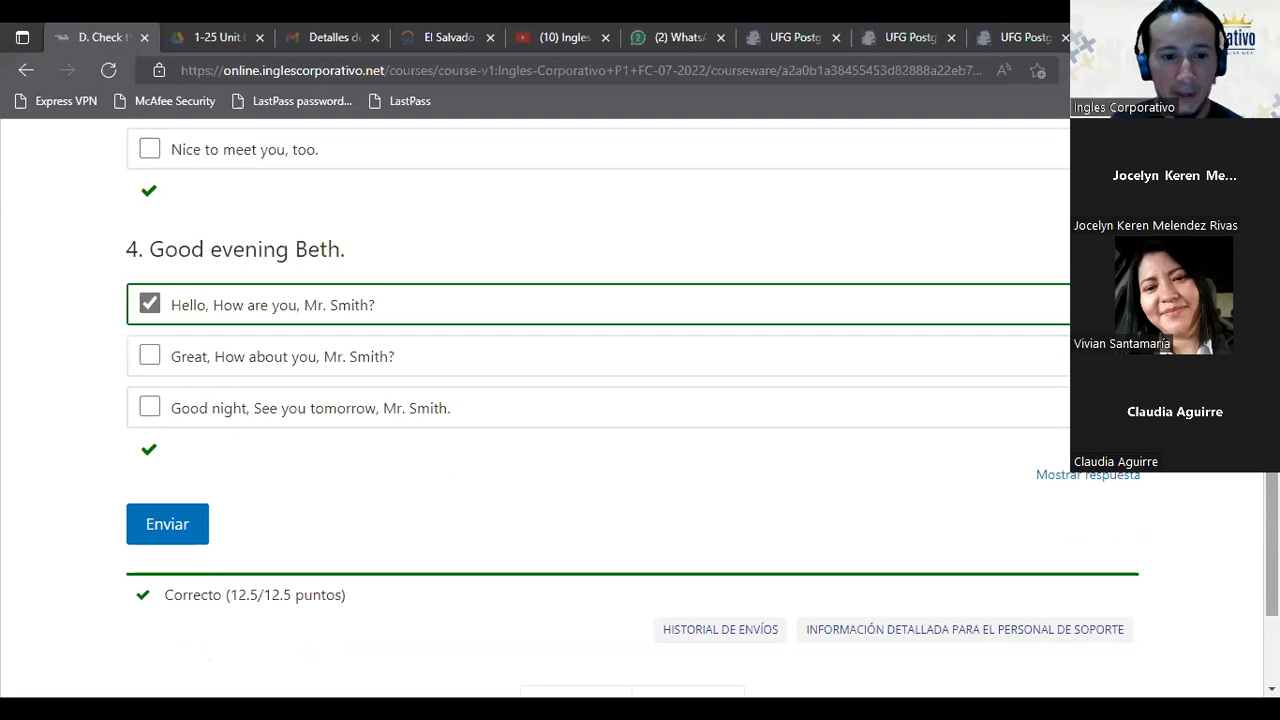 D. Check t
1-25 Unit
Detalles d
El Salvado
(10) Ingles
(2) WhatsA
UFG Postg
UFG Postg
UFG Postg
https://online.inglescorporativo.net/courses/course-v1:Ingles-Corporativo+P1+FC-07-2022/courseware/a2a0b1a38455453d82888a22eb7...
Express VPN
McAfee Security
LastPass password...
LastPass
ativo
Ingles Corporativo
Nice to meet you, too.
Jocelyn Keren Me...
Jocelyn Keren Melendez Rivas
4. Good evening Beth.
Hello, How are you, Mr. Smith?
Great, How about you, Mr. Smith?
Good night, See you tomorrow, Mr. Smith.
Vivian Santamaría
Claudia Aguirre
Claudia Aguirre
Mostrar respuesta
Enviar
Correcto (12.5/12.5 puntos)
HISTORIAL DE ENVÍOS
INFORMACIÓN DETALLADA PARA EL PERSONAL DE SOPORTE